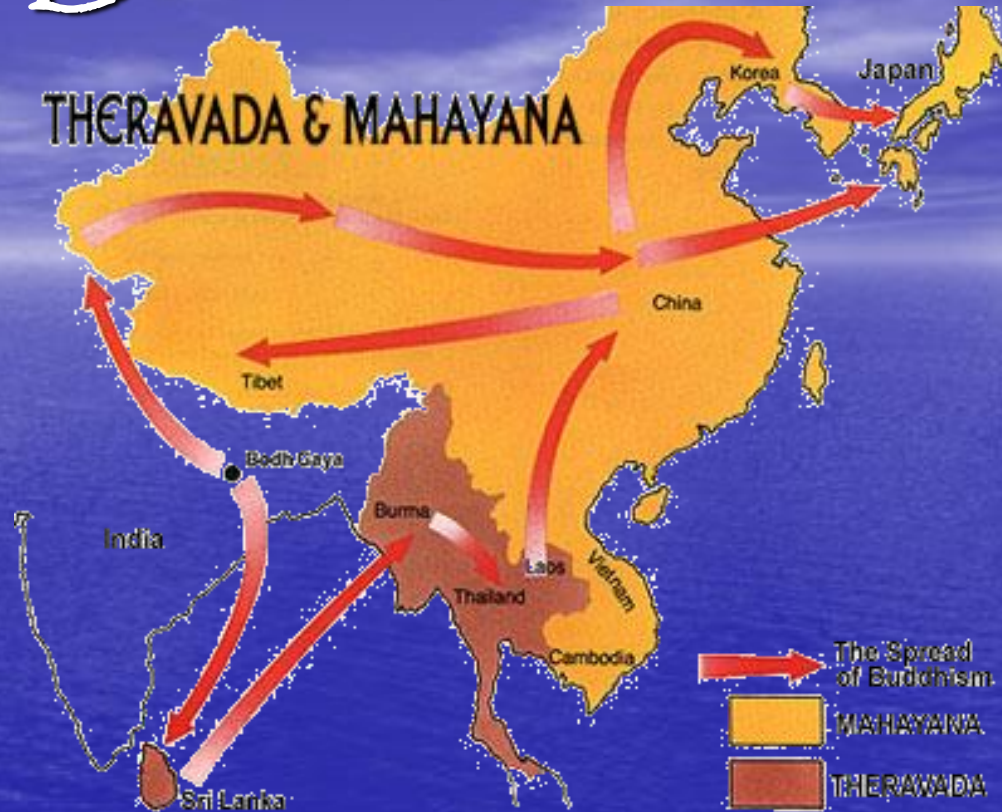 THERAVADA & MAHAYANA
Korea
Japan
China
Tibet
Bodh Gaya
India
Burma
Laos
Thailand
Vietnam
Cambodia
Sri Lanka
The Spread
of Buddhism
MAHAYANA
THERAVADA